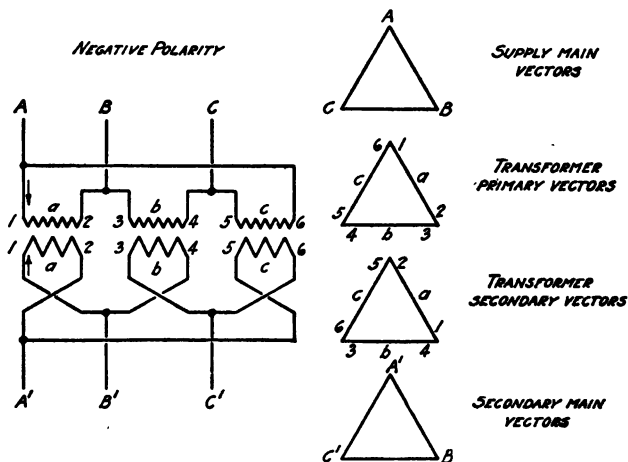 NEGATIVE POLARITY
A B C
a b c
1 2 3 4 5 6
1 2 3 4 5 6
a b c
A' B' C'
A
C B
SUPPLY MAIN
VECTORS
6 1
c a
5 2
4 b 3
TRANSFORMER
PRIMARY VECTORS
5 2
c a
6 1
3 b 4
TRANSFORMER
SECONDARY VECTORS
A'
C' B
SECONDARY MAIN
VECTORS